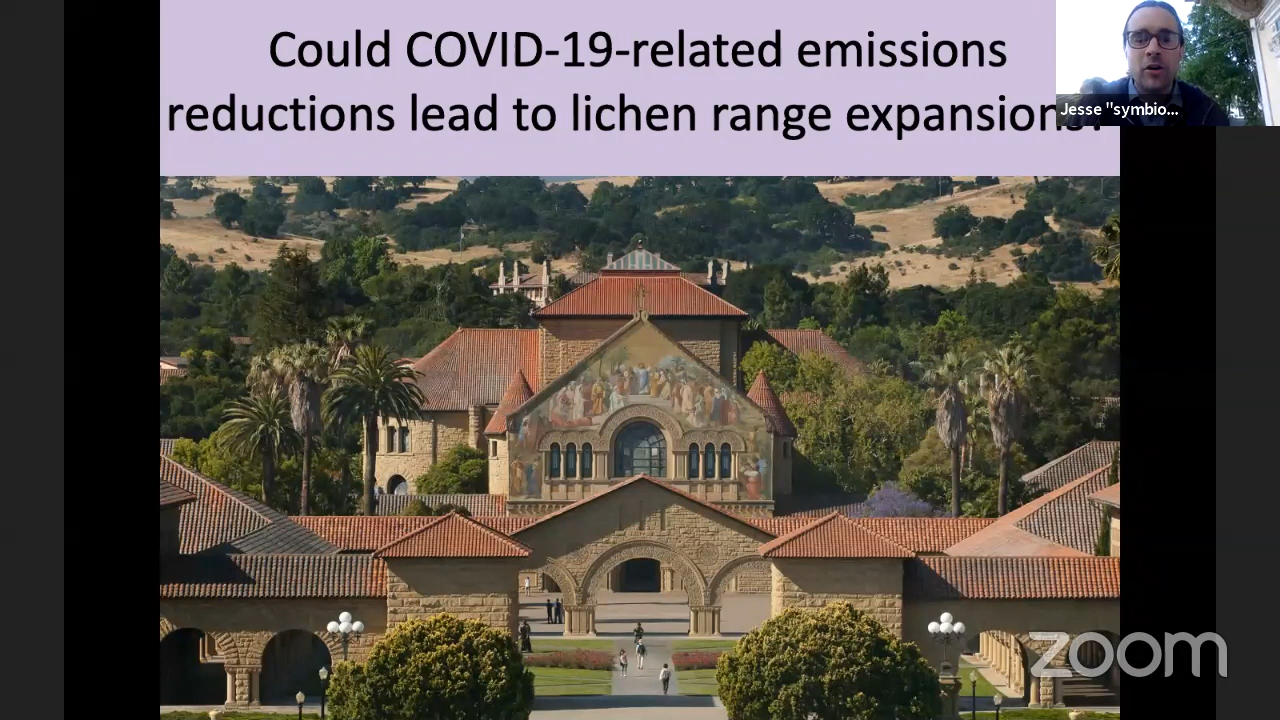 Could COVID-19-related emissions
reductions lead to lichen range expansions?
Jesse "symbio...
zoom